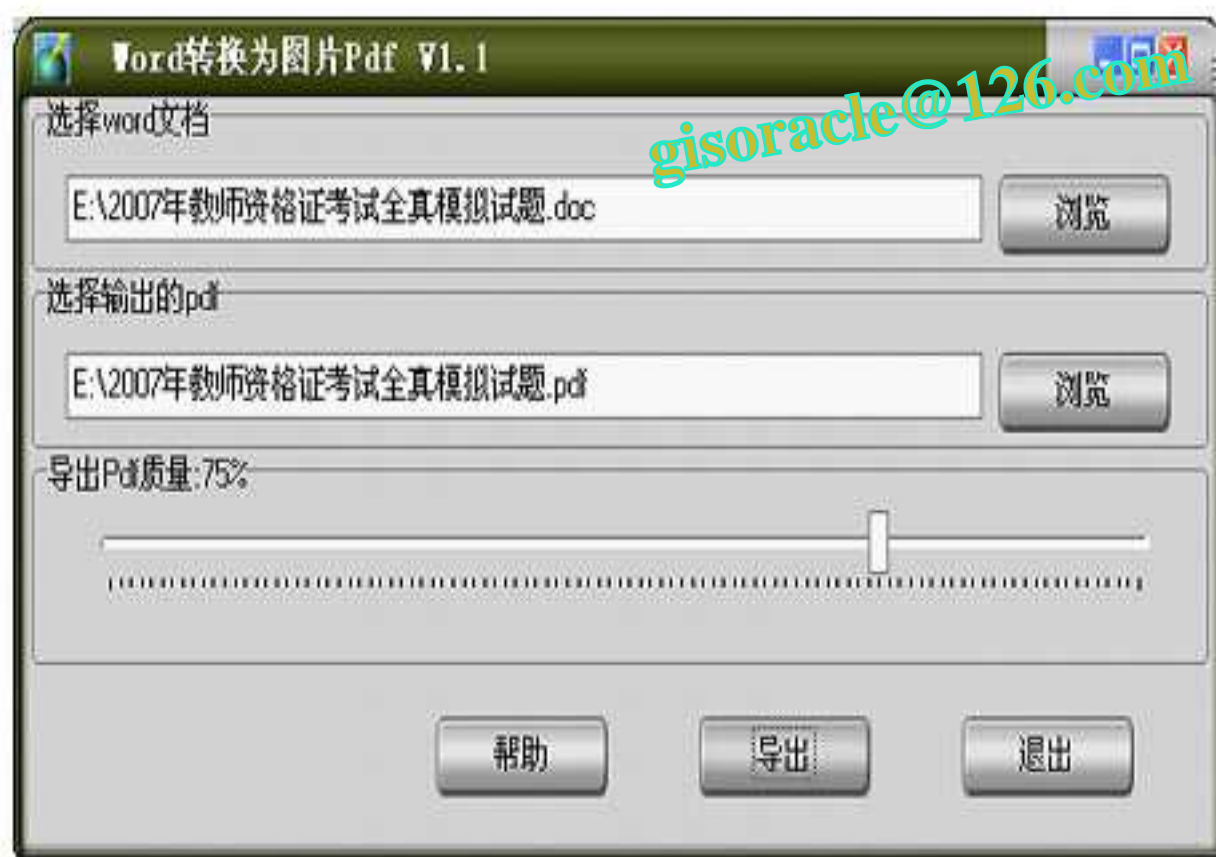 Word转换为图片Pdf V1.1
gisoracle@126.com
选择word文档
E:\2007年教师资格证考试全真模拟试题.doc
浏览
选择输出的pdf
E:\2007年教师资格证考试全真模拟试题.pdf
浏览
导出Pdf质量:75%
帮助
导出
退出